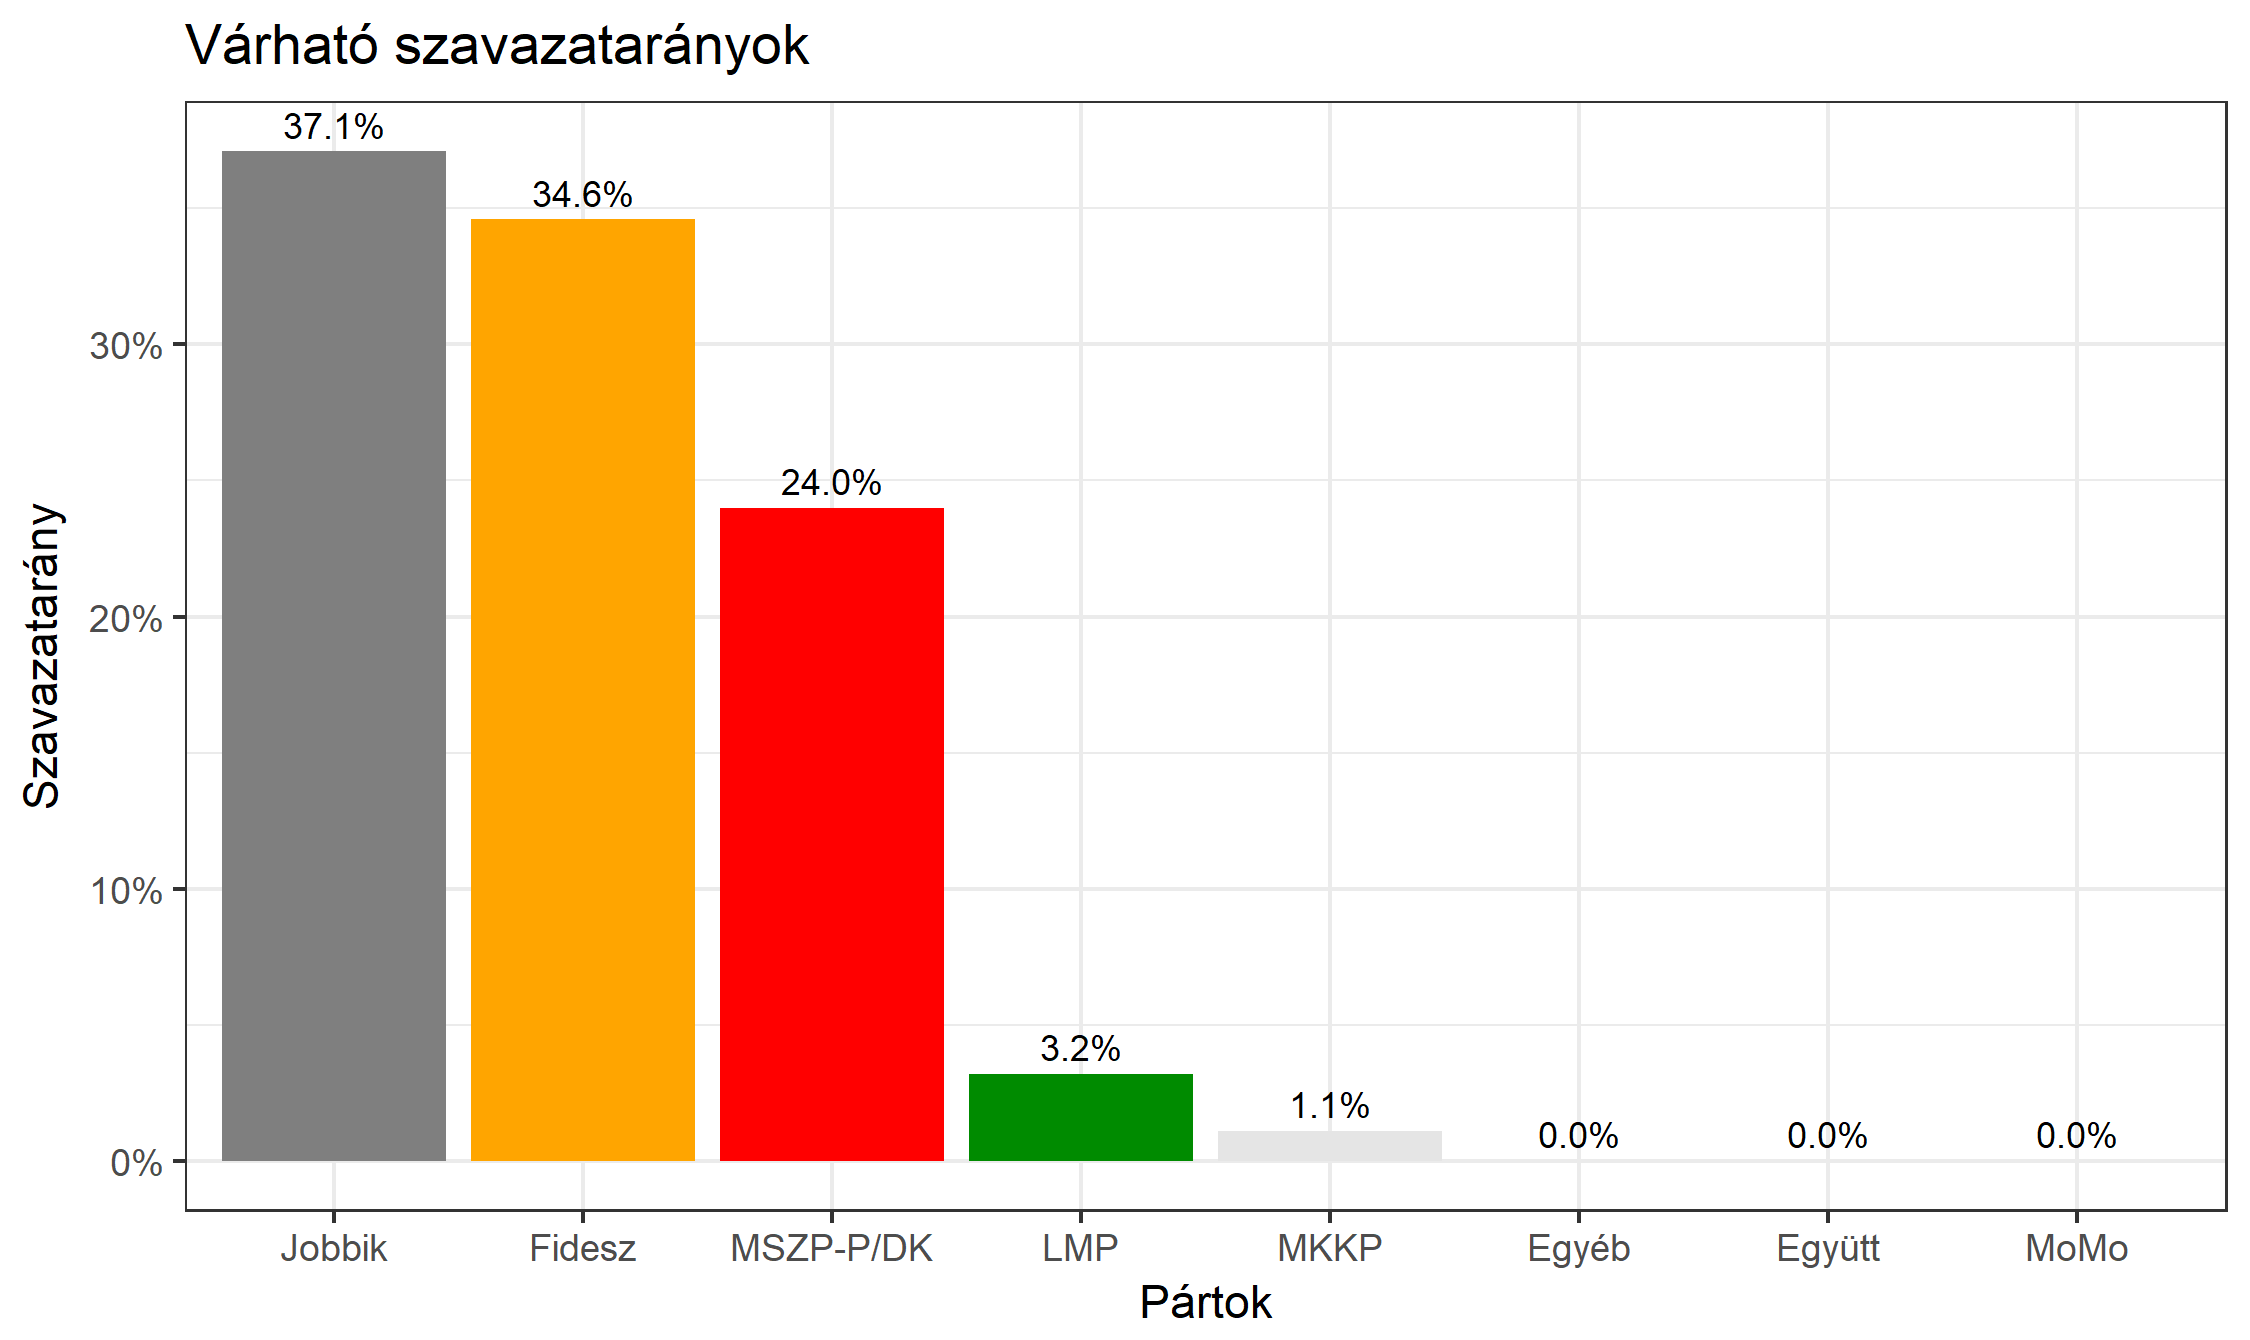 Várható szavazatarányok
37.1%
34.6%
24.0%
3.2%
1.1%
0.0%
0.0%
0.0%
30%
20%
10%
0%
Szavazatarány
Jobbik
Fidesz
MSZP-P/DK
LMP
MKKP
Egyéb
Együtt
MoMo
Pártok